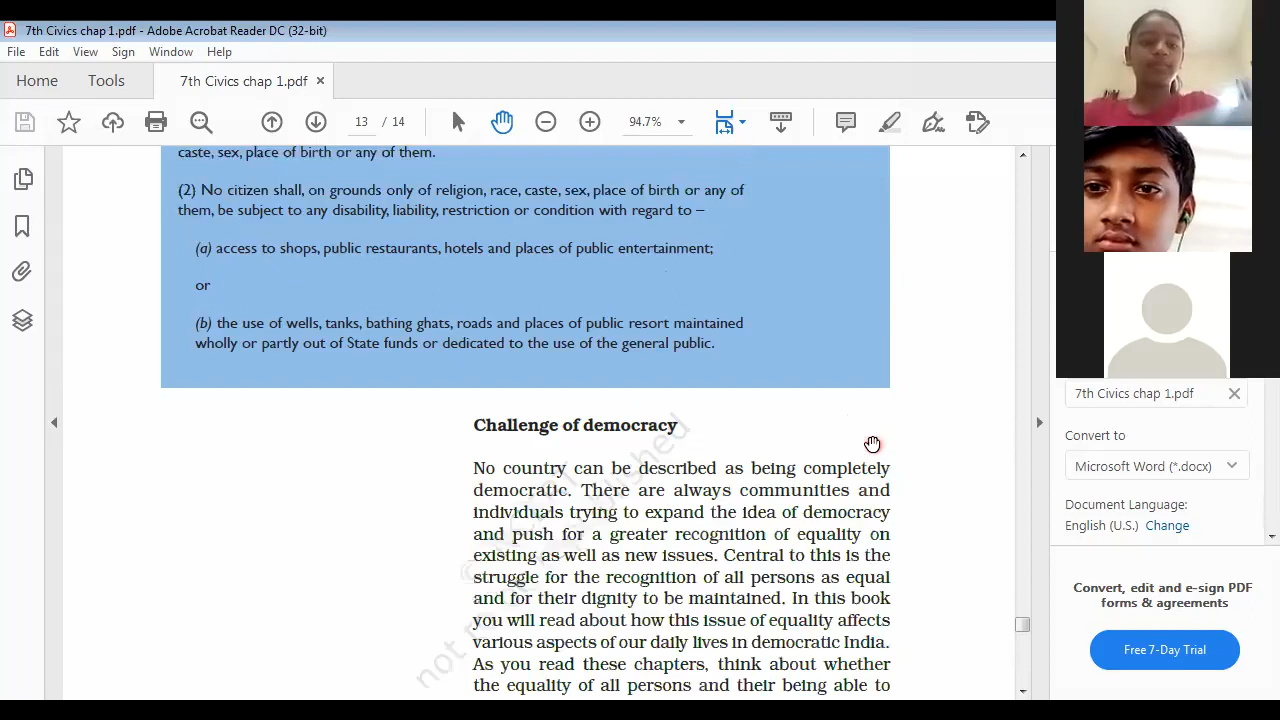 7th Civics chap 1.pdf - Adobe Acrobat Reader DC (32-bit)
File Edit View Sign Window Help
Home Tools 7th Civics chap 1.pdf ×
13 / 14 94.7%
caste, sex, place of birth or any of them.
(2) No citizen shall, on grounds only of religion, race, caste, sex, place of birth or any of
them, be subject to any disability, liability, restriction or condition with regard to –
(a) access to shops, public restaurants, hotels and places of public entertainment;
or
(b) the use of wells, tanks, bathing ghats, roads and places of public resort maintained
wholly or partly out of State funds or dedicated to the use of the general public.
Challenge of democracy
No country can be described as being completely
democratic. There are always communities and
individuals trying to expand the idea of democracy
and push for a greater recognition of equality on
existing as well as new issues. Central to this is the
struggle for the recognition of all persons as equal
and for their dignity to be maintained. In this book
you will read about how this issue of equality affects
various aspects of our daily lives in democratic India.
As you read these chapters, think about whether
the equality of all persons and their being able to
7th Civics chap 1.pdf
Convert to
Microsoft Word (*.docx)
Document Language:
English (U.S.) Change
Convert, edit and e-sign PDF
forms & agreements
Free 7-Day Trial